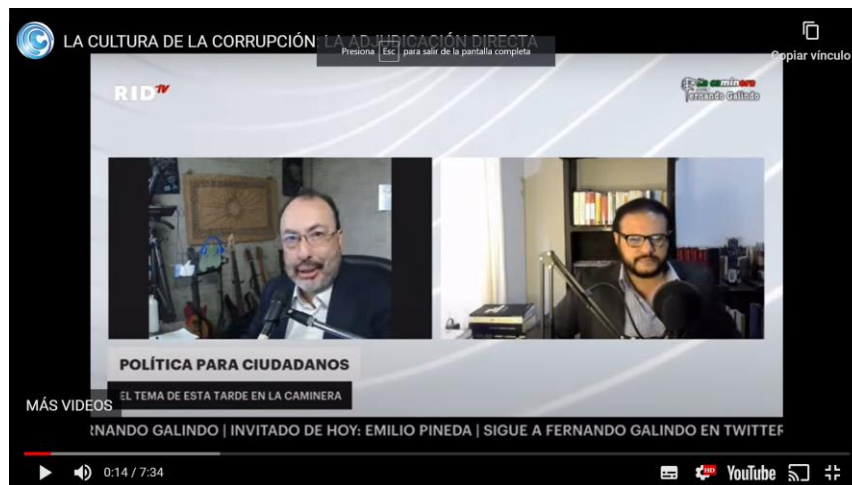 LA CULTURA DE LA CORRUPCIÓN: LA ADJUDICACIÓN DIRECTA
Presiona Esc para salir de la pantalla completa
Copiar vínculo
RID TV
La caminera
Fernando Galindo
POLÍTICA PARA CIUDADANOS
EL TEMA DE ESTA TARDE EN LA CAMINERA
MÁS VIDEOS
RNANDO GALINDO | INVITADO DE HOY: EMILIO PINEDA | SIGUE A FERNANDO GALINDO EN TWITTER
0:14 / 7:34
HD
YouTube